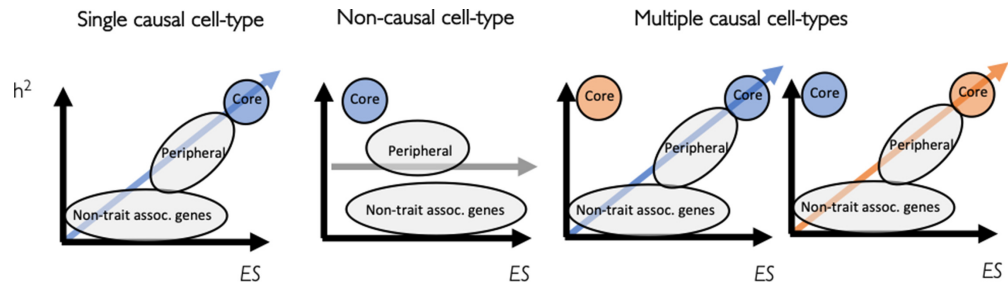 Single causal cell-type
Non-causal cell-type
Multiple causal cell-types
h²
Core
Peripheral
Non-trait assoc. genes
ES
Core
Peripheral
Non-trait assoc. genes
ES
Core
Core
Peripheral
Non-trait assoc. genes
ES
Core
Core
Peripheral
Non-trait assoc. genes
ES